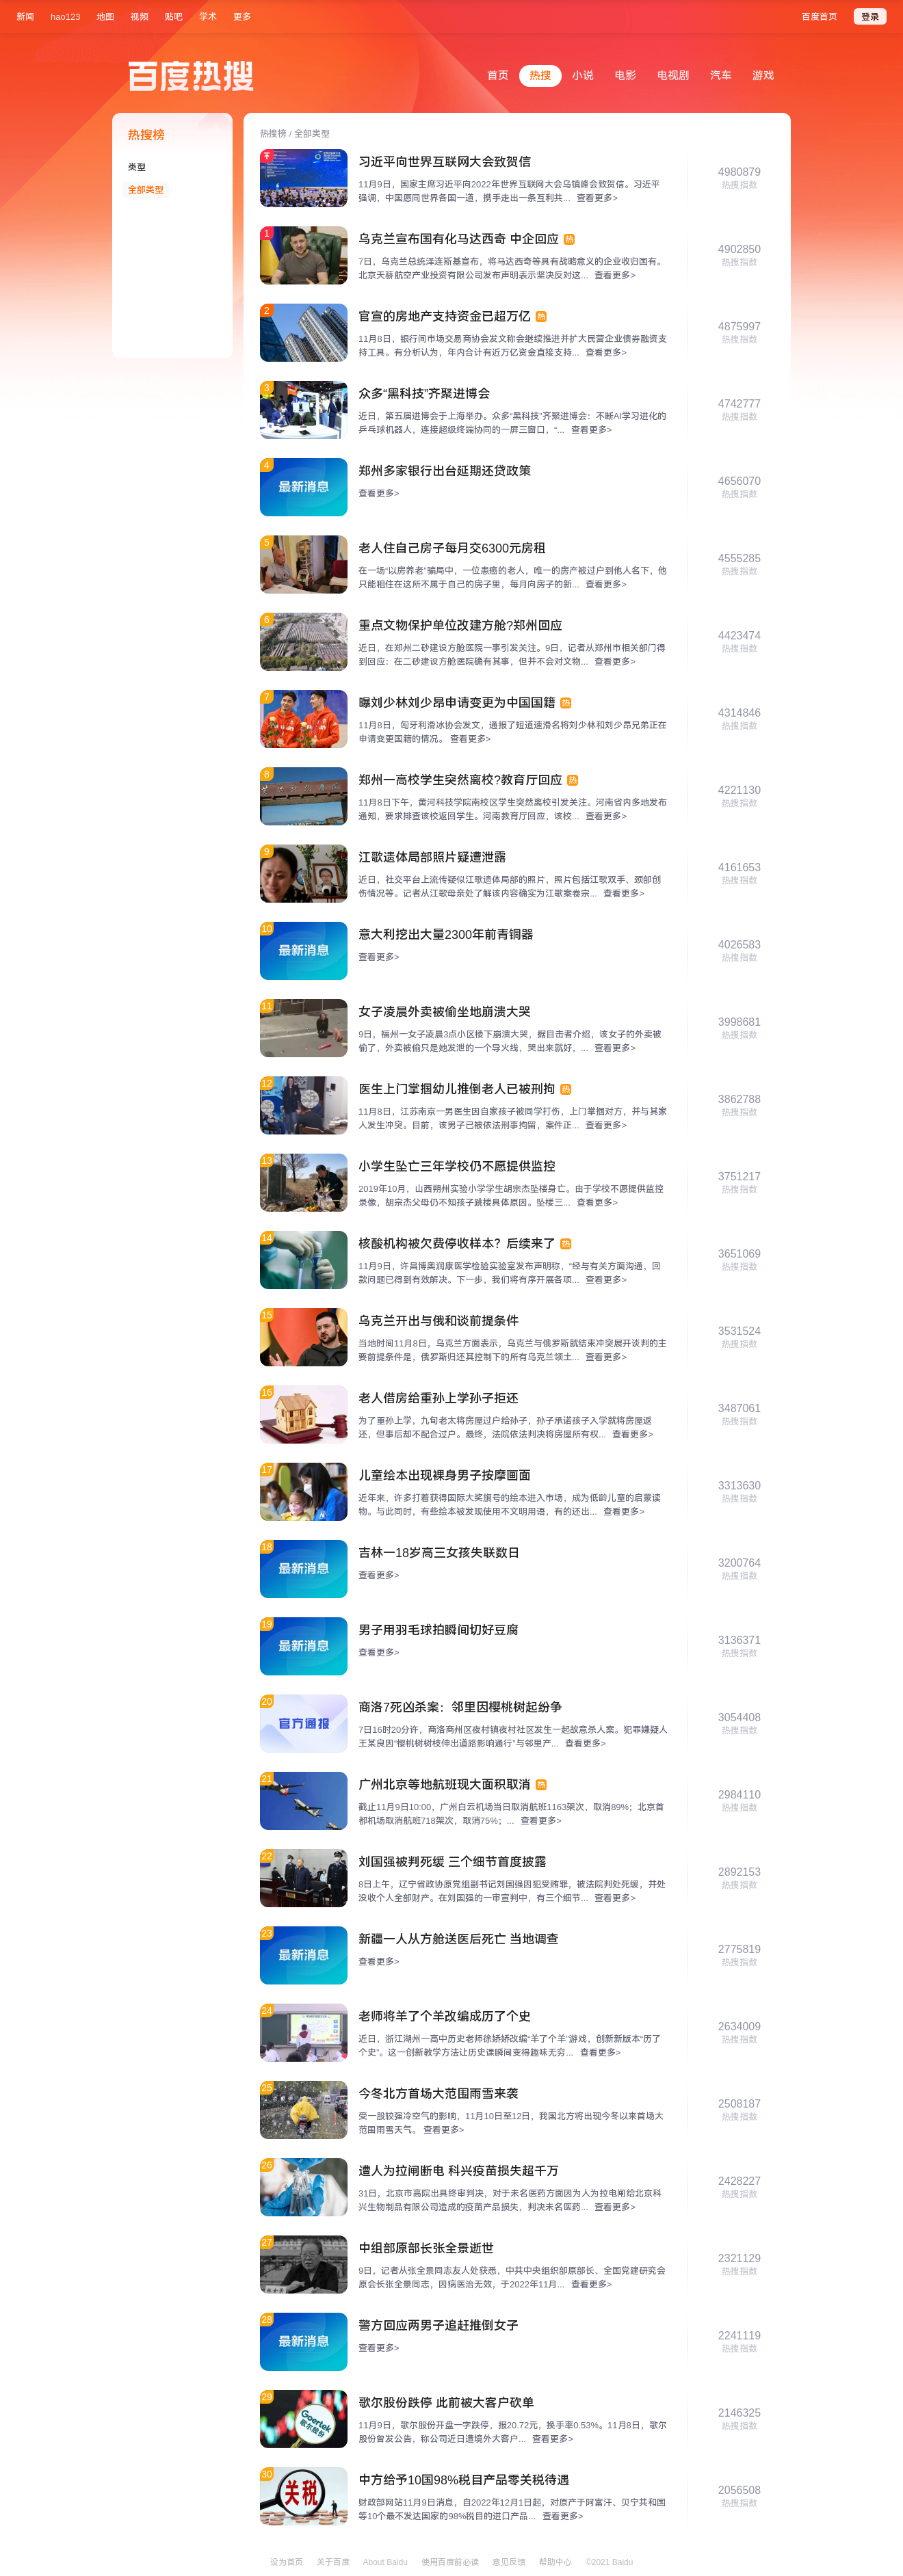 新闻 hao123 地图 视频 贴吧 学术 更多 百度首页 登录
百度热搜
首页 热搜 小说 电影 电视剧 汽车 游戏
热搜榜
类型
全部类型
热搜榜 / 全部类型
习近平向世界互联网大会致贺信
11月9日，国家主席习近平向2022年世界互联网大会乌镇峰会致贺信。习近平
强调，中国愿同世界各国一道，携手走出一条互利共... 查看更多>
4980879
热搜指数
1
乌克兰宣布国有化马达西奇 中企回应 热
7日，乌克兰总统泽连斯基宣布，将马达西奇等具有战略意义的企业收归国有。
北京天骄航空产业投资有限公司发布声明表示坚决反对这... 查看更多>
4902850
热搜指数
2
官宣的房地产支持资金已超万亿 热
11月8日，银行间市场交易商协会发文称会继续推进并扩大民营企业债券融资支
持工具。有分析认为，年内合计有近万亿资金直接支持... 查看更多>
4875997
热搜指数
3
众多“黑科技”齐聚进博会
近日，第五届进博会于上海举办。众多“黑科技”齐聚进博会：不断AI学习进化的
乒乓球机器人，连接超级终端协同的一屏三窗口，“... 查看更多>
4742777
热搜指数
4
最新消息
郑州多家银行出台延期还贷政策
查看更多>
4656070
热搜指数
5
老人住自己房子每月交6300元房租
在一场“以房养老”骗局中，一位患癌的老人，唯一的房产被过户到他人名下，他
只能租住在这所不属于自己的房子里，每月向房子的新... 查看更多>
4555285
热搜指数
6
重点文物保护单位改建方舱?郑州回应
近日，在郑州二砂建设方舱医院一事引发关注。9日，记者从郑州市相关部门得
到回应：在二砂建设方舱医院确有其事，但并不会对文物... 查看更多>
4423474
热搜指数
7
曝刘少林刘少昂申请变更为中国国籍 热
11月8日，匈牙利滑冰协会发文，通报了短道速滑名将刘少林和刘少昂兄弟正在
申请变更国籍的情况。 查看更多>
4314846
热搜指数
8
郑州一高校学生突然离校?教育厅回应 热
11月8日下午，黄河科技学院南校区学生突然离校引发关注。河南省内多地发布
通知，要求排查该校返回学生。河南教育厅回应，该校... 查看更多>
4221130
热搜指数
9
江歌遗体局部照片疑遭泄露
近日，社交平台上流传疑似江歌遗体局部的照片，照片包括江歌双手、颈部创
伤情况等。记者从江歌母亲处了解该内容确实为江歌案卷宗... 查看更多>
4161653
热搜指数
10
最新消息
意大利挖出大量2300年前青铜器
查看更多>
4026583
热搜指数
11
女子凌晨外卖被偷坐地崩溃大哭
9日，福州一女子凌晨3点小区楼下崩溃大哭，据目击者介绍，该女子的外卖被
偷了，外卖被偷只是她发泄的一个导火线，哭出来就好，... 查看更多>
3998681
热搜指数
12
医生上门掌掴幼儿推倒老人已被刑拘 热
11月8日，江苏南京一男医生因自家孩子被同学打伤，上门掌掴对方，并与其家
人发生冲突。目前，该男子已被依法刑事拘留，案件正... 查看更多>
3862788
热搜指数
13
小学生坠亡三年学校仍不愿提供监控
2019年10月，山西朔州实验小学学生胡宗杰坠楼身亡。由于学校不愿提供监控
录像，胡宗杰父母仍不知孩子跳楼具体原因。坠楼三... 查看更多>
3751217
热搜指数
14
核酸机构被欠费停收样本？后续来了 热
11月9日，许昌博奥润康医学检验实验室发布声明称，“经与有关方面沟通，回
款问题已得到有效解决。下一步，我们将有序开展各项... 查看更多>
3651069
热搜指数
15
乌克兰开出与俄和谈前提条件
当地时间11月8日，乌克兰方面表示，乌克兰与俄罗斯就结束冲突展开谈判的主
要前提条件是，俄罗斯归还其控制下的所有乌克兰领土... 查看更多>
3531524
热搜指数
16
老人借房给重孙上学孙子拒还
为了重孙上学，九旬老太将房屋过户给孙子，孙子承诺孩子入学就将房屋返
还，但事后却不配合过户。最终，法院依法判决将房屋所有权... 查看更多>
3487061
热搜指数
17
儿童绘本出现裸身男子按摩画面
近年来，许多打着获得国际大奖旗号的绘本进入市场，成为低龄儿童的启蒙读
物。与此同时，有些绘本被发现使用不文明用语，有的还出... 查看更多>
3313630
热搜指数
18
最新消息
吉林一18岁高三女孩失联数日
查看更多>
3200764
热搜指数
19
最新消息
男子用羽毛球拍瞬间切好豆腐
查看更多>
3136371
热搜指数
20
官方通报
商洛7死凶杀案：邻里因樱桃树起纷争
7日16时20分许，商洛商州区夜村镇夜村社区发生一起故意杀人案。犯罪嫌疑人
王某良因“樱桃树树枝伸出道路影响通行”与邻里产... 查看更多>
3054408
热搜指数
21
广州北京等地航班现大面积取消 热
截止11月9日10:00，广州白云机场当日取消航班1163架次，取消89%；北京首
都机场取消航班718架次，取消75%；... 查看更多>
2984110
热搜指数
22
刘国强被判死缓 三个细节首度披露
8日上午，辽宁省政协原党组副书记刘国强因犯受贿罪，被法院判处死缓，并处
没收个人全部财产。在刘国强的一审宣判中，有三个细节... 查看更多>
2892153
热搜指数
23
最新消息
新疆一人从方舱送医后死亡 当地调查
查看更多>
2775819
热搜指数
24
老师将羊了个羊改编成历了个史
近日，浙江湖州一高中历史老师徐娇娇改编“羊了个羊”游戏，创新新版本“历了
个史”。这一创新教学方法让历史课瞬间变得趣味无穷... 查看更多>
2634009
热搜指数
25
今冬北方首场大范围雨雪来袭
受一股较强冷空气的影响，11月10日至12日，我国北方将出现今冬以来首场大
范围雨雪天气。 查看更多>
2508187
热搜指数
26
遭人为拉闸断电 科兴疫苗损失超千万
31日，北京市高院出具终审判决，对于未名医药方面因为人为拉电闸给北京科
兴生物制品有限公司造成的疫苗产品损失，判决未名医药... 查看更多>
2428227
热搜指数
27
中组部原部长张全景逝世
9日，记者从张全景同志友人处获悉，中共中央组织部原部长、全国党建研究会
原会长张全景同志，因病医治无效，于2022年11月... 查看更多>
2321129
热搜指数
28
最新消息
警方回应两男子追赶推倒女子
查看更多>
2241119
热搜指数
29
Goertek
歌尔股份
歌尔股份跌停 此前被大客户砍单
11月9日，歌尔股份开盘一字跌停，报20.72元，换手率0.53%。11月8日，歌尔
股份曾发公告，称公司近日遭境外大客户... 查看更多>
2146325
热搜指数
30
关税
中方给予10国98%税目产品零关税待遇
财政部网站11月9日消息，自2022年12月1日起，对原产于阿富汗、贝宁共和国
等10个最不发达国家的98%税目的进口产品... 查看更多>
2056508
热搜指数
设为首页 关于百度 About Baidu 使用百度前必读 意见反馈 帮助中心 ©2021 Baidu